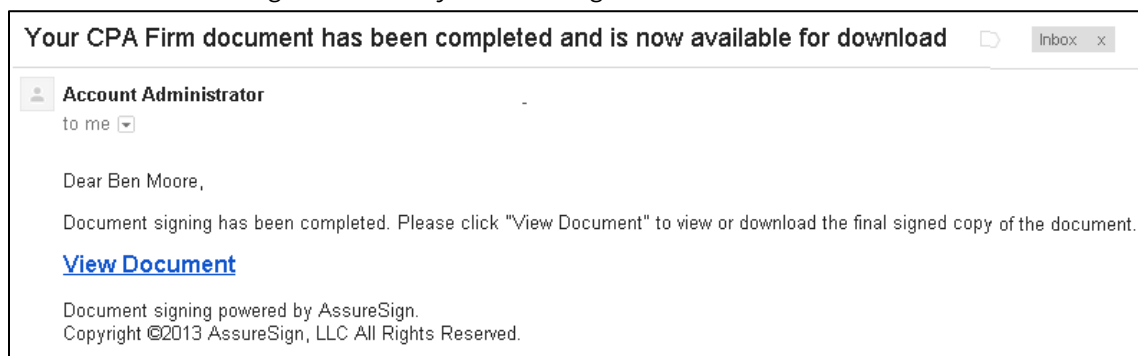 Your CPA Firm document has been completed and is now available for download Inbox x
Account Administrator
to me
Dear Ben Moore,
Document signing has been completed. Please click "View Document" to view or download the final signed copy of the document.
View Document
Document signing powered by AssureSign.
Copyright ©2013 AssureSign, LLC All Rights Reserved.